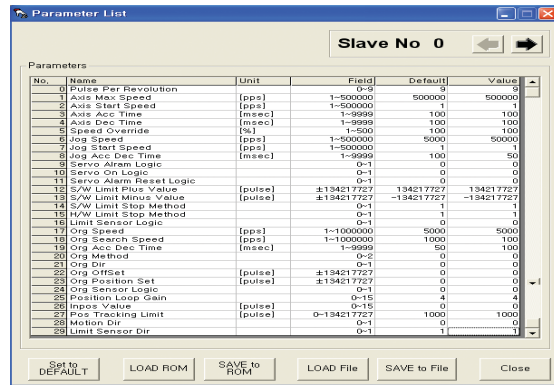 Parameter List
Slave No 0
Parameters
No. Name Unit Field Default Value
0 Pulse Per Revolution 0~9 9 9
1 Axis Max Speed [pps] 1~500000 500000 500000
2 Axis Start Speed [pps] 1~500000 1 1
3 Axis Acc Time [msec] 1~9999 100 100
4 Axis Dec Time [msec] 1~9999 100 100
5 Speed Override [%] 1~500 100 100
6 Jog Speed [pps] 1~500000 5000 50000
7 Jog Start Speed [pps] 1~500000 1 1
8 Jog Acc Dec Time [msec] 1~9999 100 50
9 Servo Alram Logic 0~1 0 0
10 Servo On Logic 0~1 0 0
11 Servo Alarm Reset Logic 0~1 0 0
12 S/W Limit Plus Value [pulse] ±134217727 134217727 134217727
13 S/W Limit Minus Value [pulse] ±134217727 -134217727 -134217727
14 S/W Limit Stop Method 0~1 1 1
15 H/W Limit Stop Method 0~1 1 1
16 Limit Sensor Logic 0~1 0 0
17 Org Speed [pps] 1~1000000 5000 5000
18 Org Search Speed [pps] 1~1000000 1000 1000
19 Org Acc Dec Time [msec] 1~9999 50 100
20 Org Method 0~2 0 0
21 Org Dir 0~1 0 0
22 Org OffSet [pulse] ±134217727 0 0
23 Org Position Set [pulse] ±134217727 0 0
24 Org Sensor Logic 0~1 0 0
25 Position Loop Gain 0~15 4 4
26 Inpos Value 0~15 0 0
27 Pos Tracking Limit [pulse] 0~134217727 1000 1000
28 Motion Dir 0~1 0 0
29 Limit Sensor Dir 0~1 1 1
Set to DEFAULT LOAD ROM SAVE to ROM LOAD File SAVE to File Close